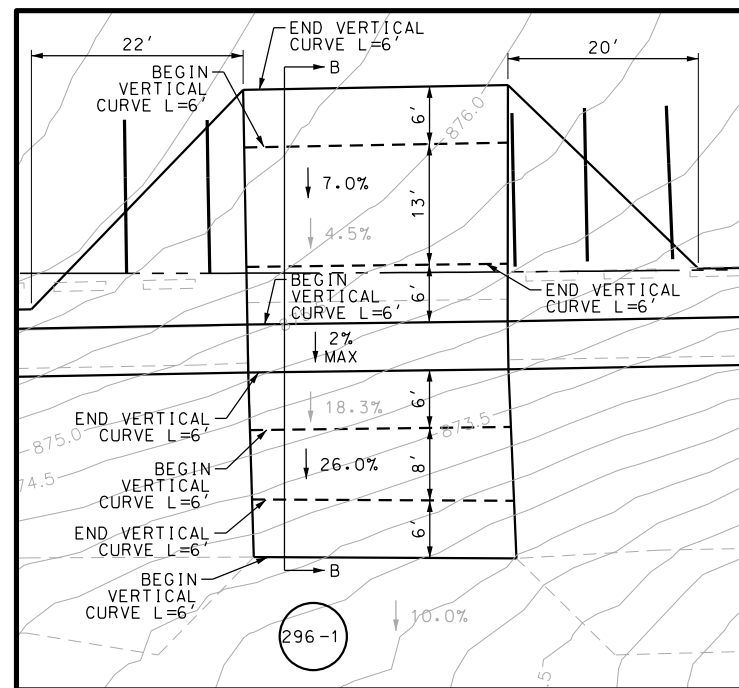 END VERTICAL
CURVE L=6'
22'
B
20'
BEGIN
VERTICAL
CURVE L=6'
6'
876.0
7.0%
13'
4.5%
BEGIN
VERTICAL
CURVE L=6'
6'
END VERTICAL
CURVE L=6'
2%
MAX
18.3%
6'
END VERTICAL
CURVE L=6'
873.5
875.0
26.0%
8'
BEGIN
VERTICAL
CURVE L=6'
74.5
END VERTICAL
CURVE L=6'
6'
BEGIN
VERTICAL
CURVE L=6'
B
10.0%
296-1